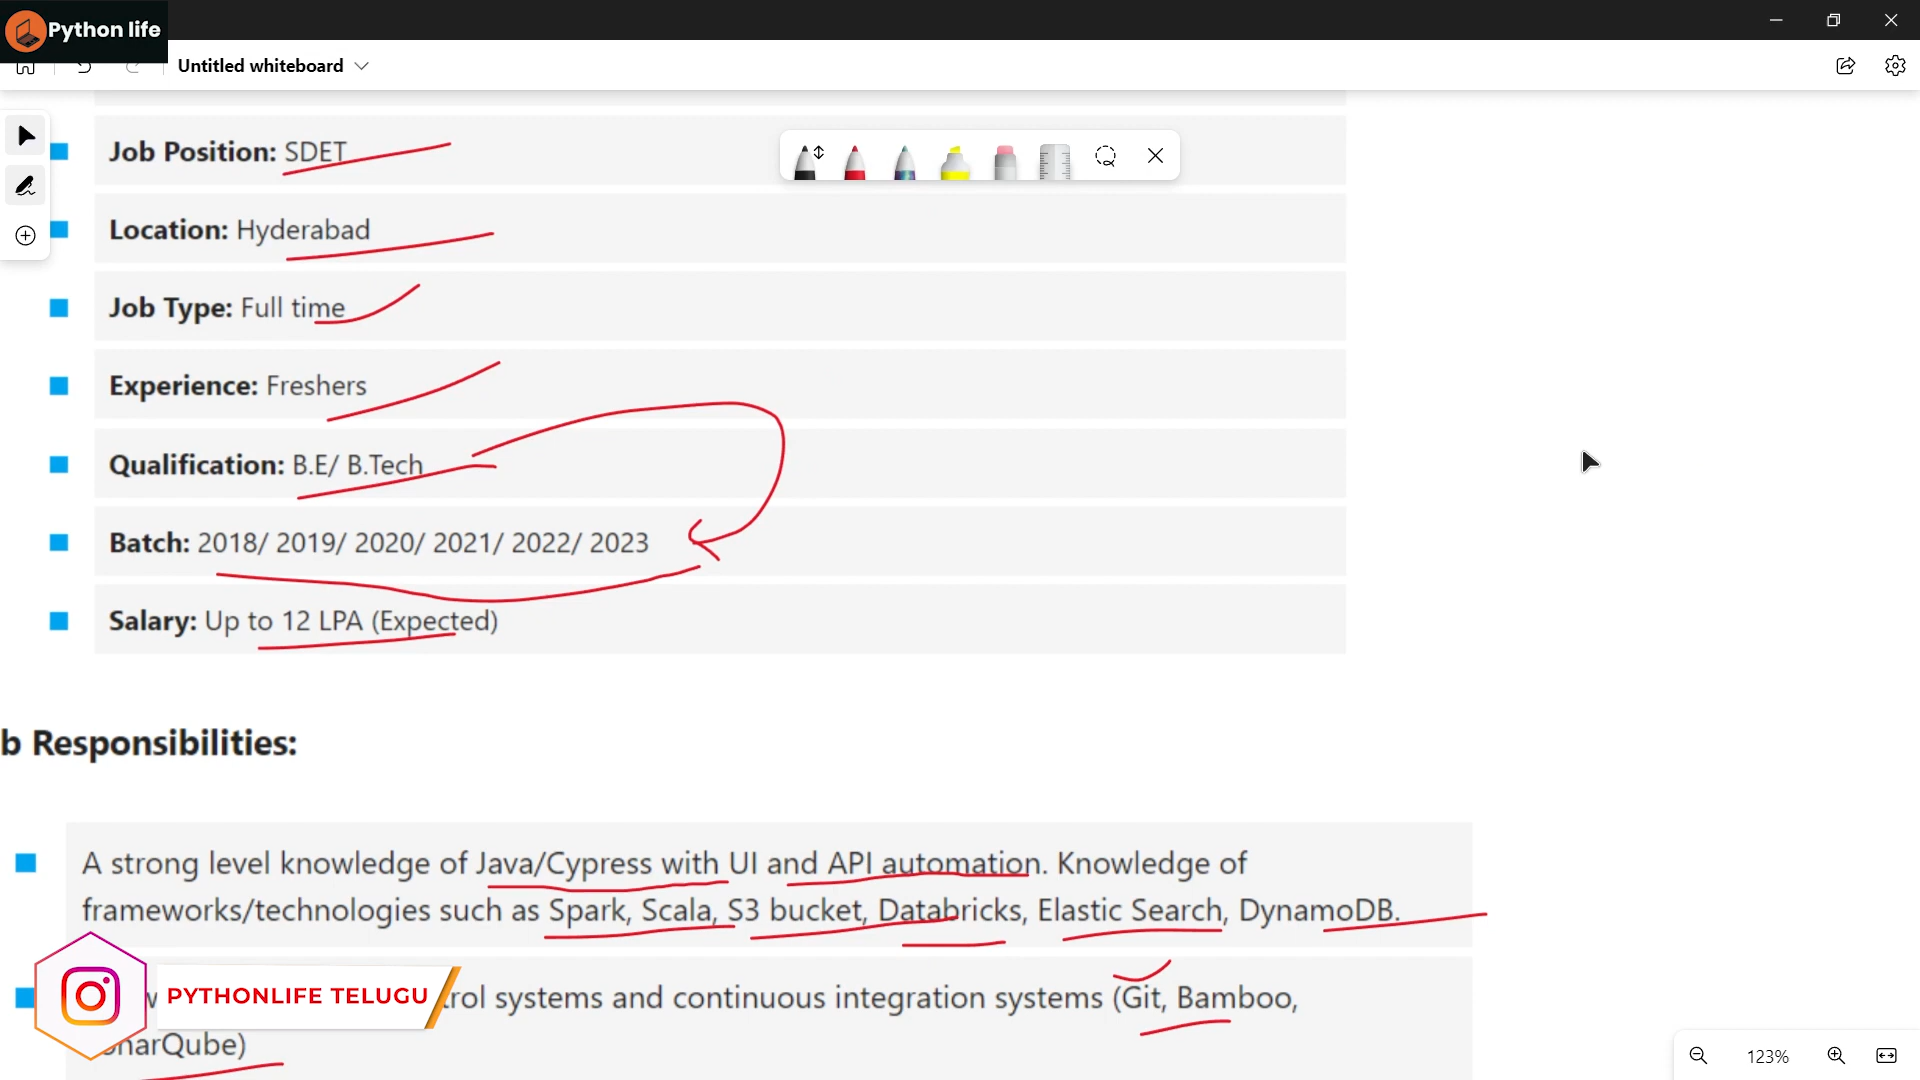 Python life
Untitled whiteboard
Job Position: SDET
Location: Hyderabad
Job Type: Full time
Experience: Freshers
Qualification: B.E/ B.Tech
Batch: 2018/ 2019/ 2020/ 2021/ 2022/ 2023
Salary: Up to 12 LPA (Expected)
b Responsibilities:
A strong level knowledge of Java/Cypress with UI and API automation. Knowledge of
frameworks/technologies such as Spark, Scala, S3 bucket, Databricks, Elastic Search, DynamoDB.
systems and continuous integration systems (Git, Bamboo,
PYTHONLIFE TELUGU
123%